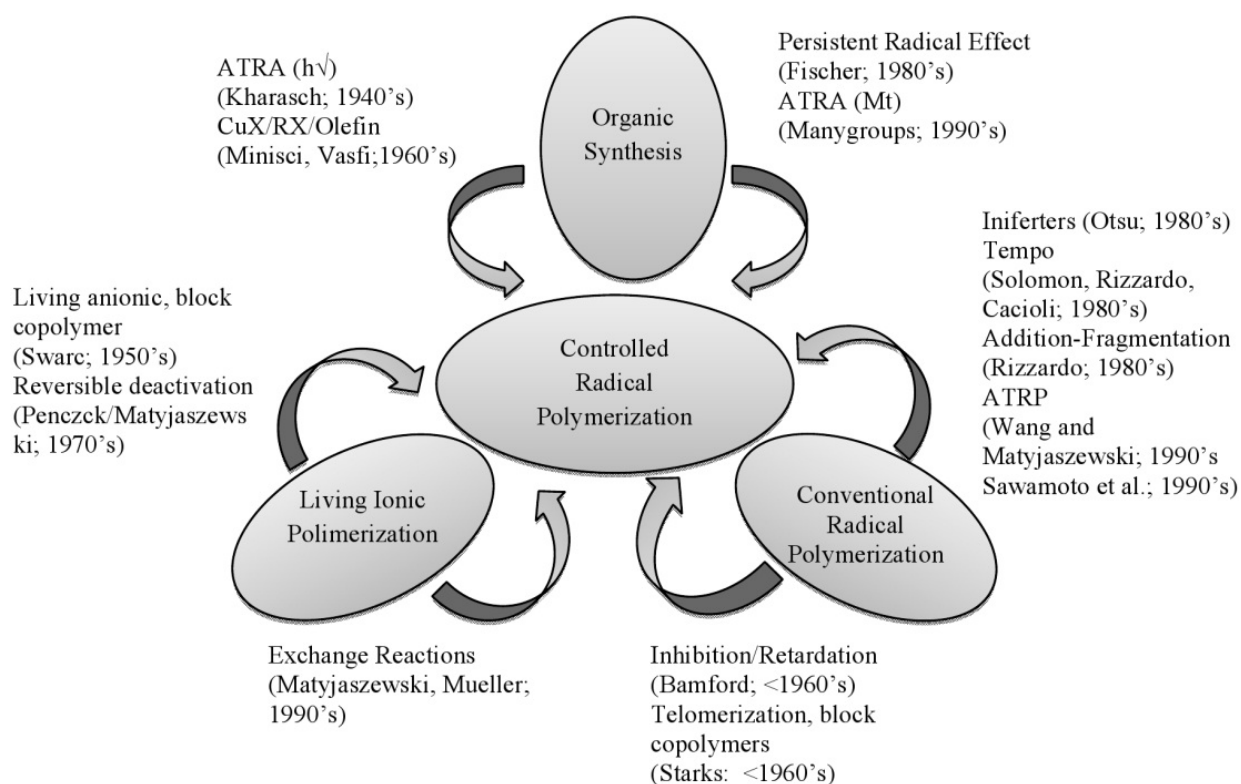 ATRA (h√)
(Kharasch; 1940’s)
CuX/RX/Olefin
(Minisci, Vasfi;1960’s)
Organic
Synthesis
Persistent Radical Effect
(Fischer; 1980’s)
ATRA (Mt)
(Manygroups; 1990’s)
Living anionic, block
copolymer
(Swarc; 1950’s)
Reversible deactivation
(Penczck/Matyjaszews
ki; 1970’s)
Controlled
Radical
Polymerization
Iniferters (Otsu; 1980’s)
Tempo
(Solomon, Rizzardo,
Cacioli; 1980’s)
Addition-Fragmentation
(Rizzardo; 1980’s)
ATRP
(Wang and
Matyjaszewski; 1990’s
Sawamoto et al.; 1990’s)
Living Ionic
Polimerization
Conventional
Radical
Polymerization
Exchange Reactions
(Matyjaszewski, Mueller;
1990’s)
Inhibition/Retardation
(Bamford; <1960’s)
Telomerization, block
copolymers
(Starks:  <1960’s)